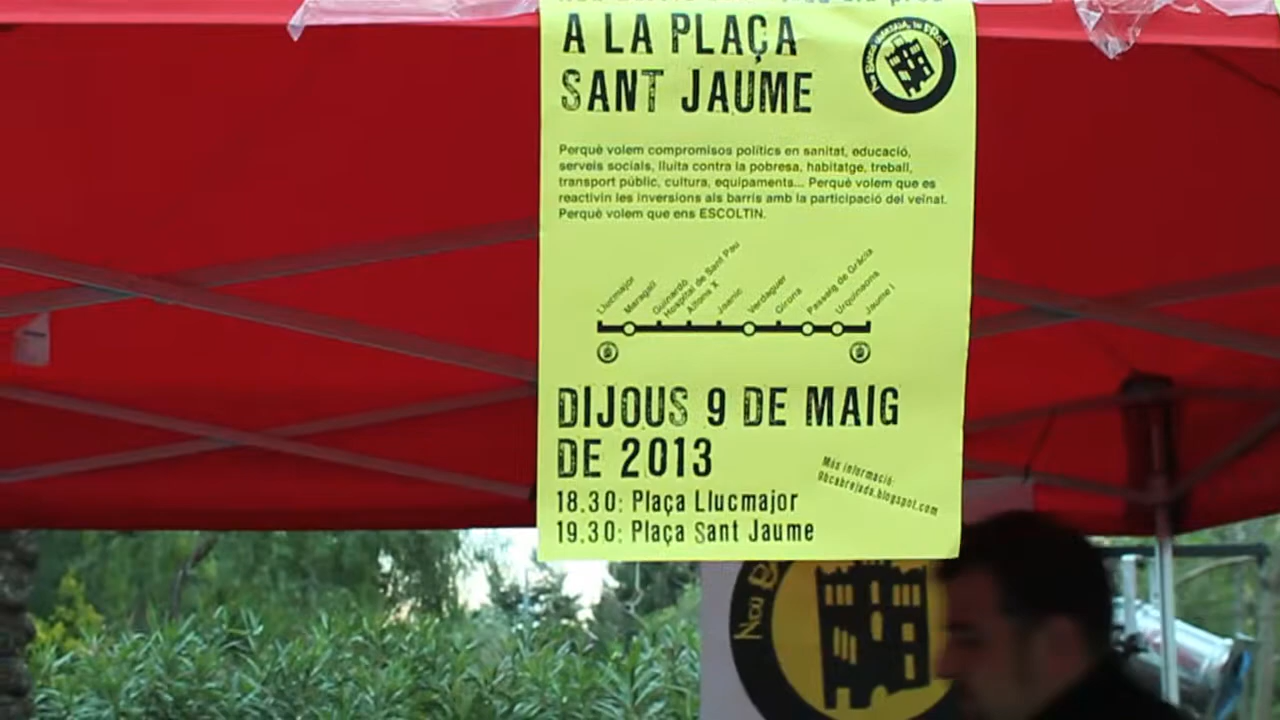 A LA PLAÇA
SANT JAUME
Perquè volem compromisos polítics en sanitat, educació,
serveis socials, lluita contra la pobresa, habitatge, treball,
transport públic, cultura, equipaments... Perquè volem que es
reactivin les inversions als barris amb la participació del veïnat.
Perquè volem que ens ESCOLTIN.
Llucmajor
Maragall
Guinardó
Hospital de Sant Pau
Alfons X
Joanic
Verdaguer
Girona
Passeig de Gràcia
Urquinaona
Jaume I
DIJOUS 9 DE MAIG
DE 2013
Més informació:
9bcabrejada.blogspot.com
18.30: Plaça Llucmajor
19.30: Plaça Sant Jaume
Nou